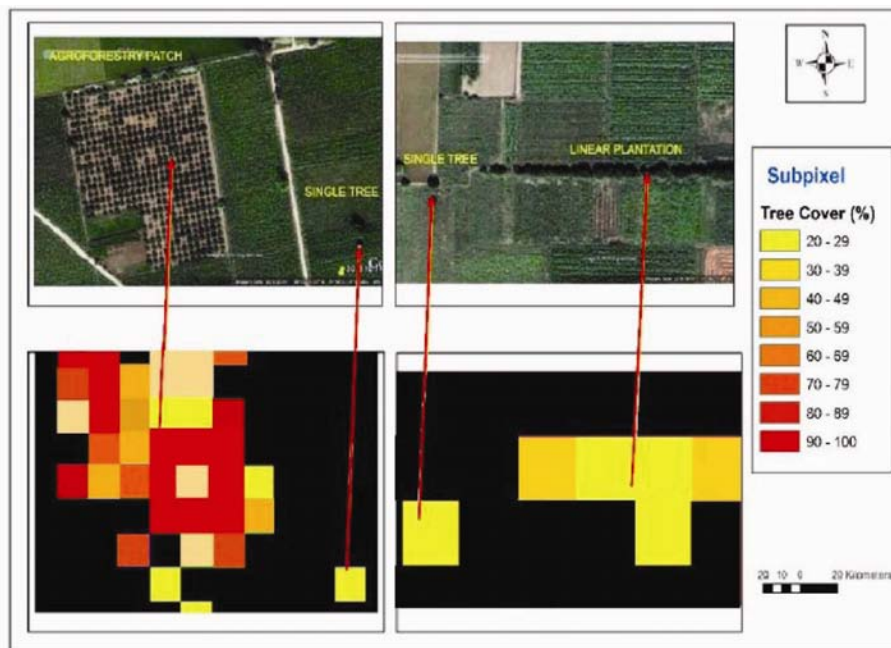 AGROFORESTRY PATCH
SINGLE TREE
SINGLE TREE
LINEAR PLANTATION
N
W E
S
Subpixel
Tree Cover (%)
20 - 29
30 - 39
40 - 49
50 - 59
60 - 69
70 - 79
80 - 89
90 - 100
20 10 0 20 Kilometers